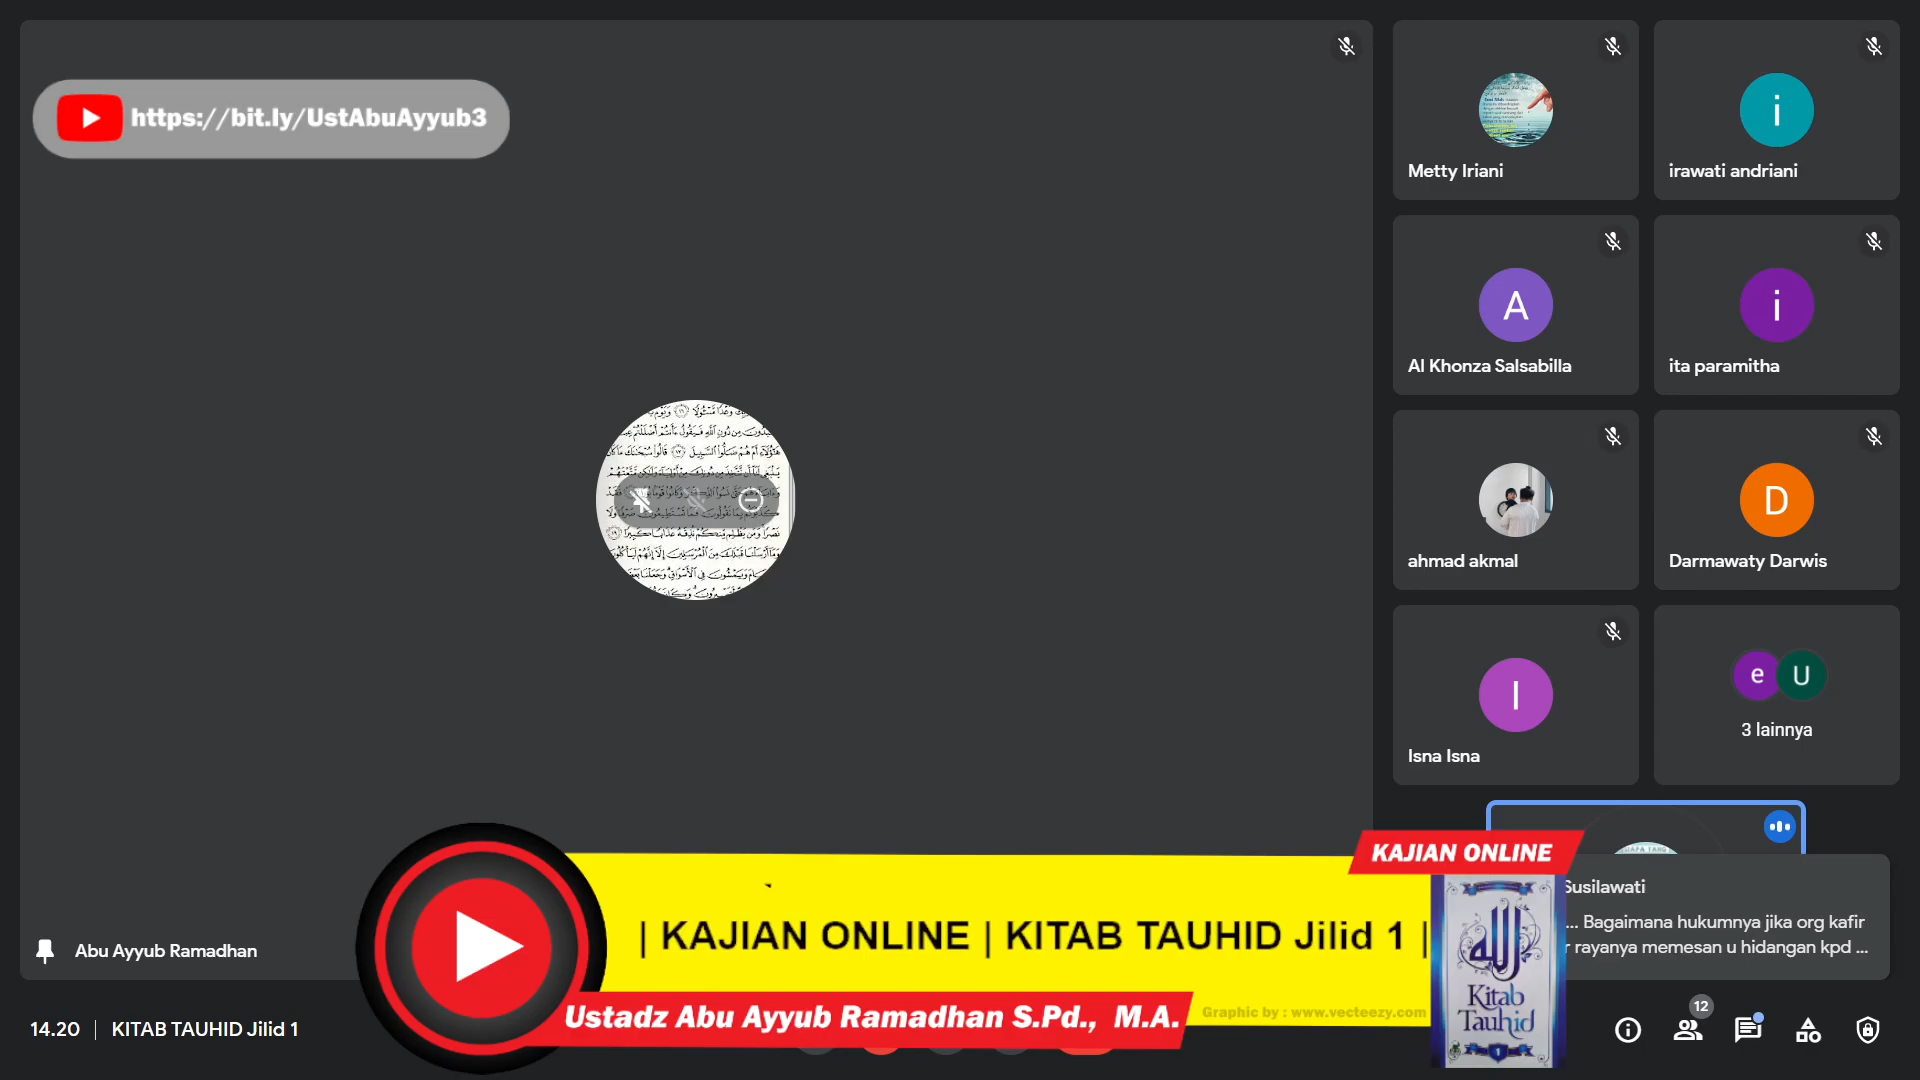 https://bit.ly/UstAbuAyyub3
Metty Iriani
i
irawati andriani
A
Al Khonza Salsabilla
i
ita paramitha
ahmad akmal
D
Darmawaty Darwis
I
Isna Isna
e U
3 lainnya
Susilawati
... Bagaimana hukumnya jika org kafir
rayanya memesan u hidangan kpd ...
Abu Ayyub Ramadhan
KAJIAN ONLINE
| KAJIAN ONLINE | KITAB TAUHID Jilid 1 |
Ustadz Abu Ayyub Ramadhan S.Pd., M.A.
Graphic by : www.vecteezy.com
الله
Kitab
Tauhid
1
14.20 | KITAB TAUHID Jilid 1
12